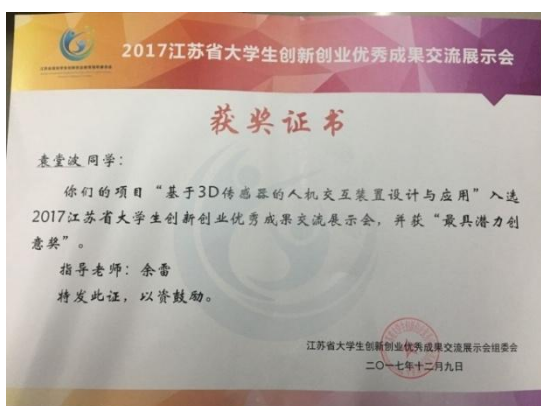 2017江苏省大学生创新创业优秀成果交流展示会
获奖证书
袁堂波 同学：
你们的项目“基于3D传感器的人机交互装置设计与应用”入选
2017江苏省大学生创新创业优秀成果交流展示会，并获“最具潜力创
意奖”。
指导老师：余雷
特发此证，以资鼓励。
江苏省大学生创新创业优秀成果交流展示会组委会
二〇一七年十二月九日